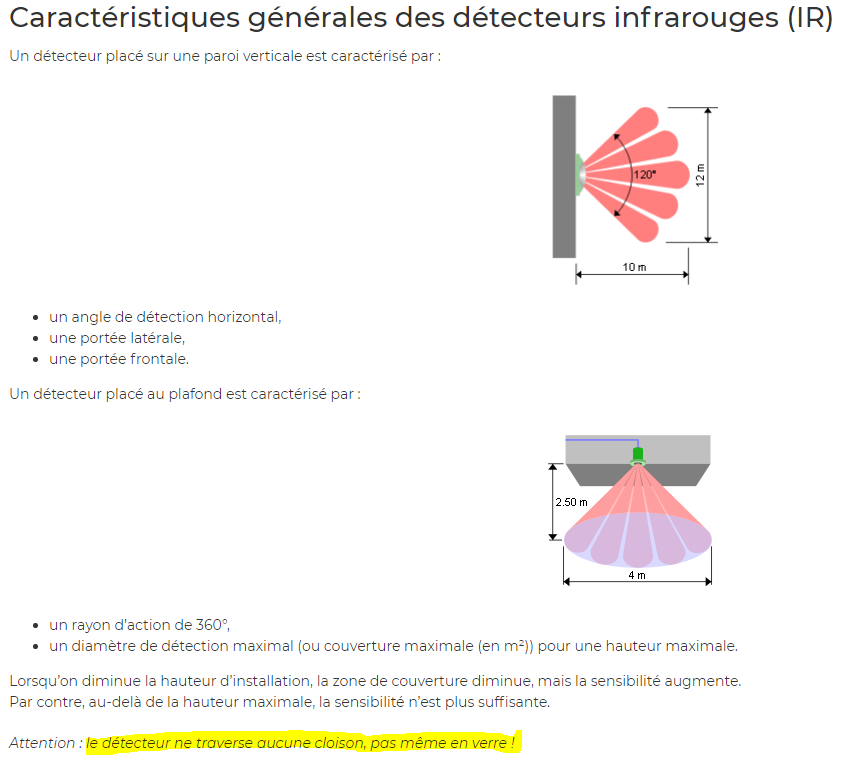 Caractéristiques générales des détecteurs infrarouges (IR)
Un détecteur placé sur une paroi verticale est caractérisé par :
120°
12 m
10 m
un angle de détection horizontal,
une portée latérale,
une portée frontale.
Un détecteur placé au plafond est caractérisé par :
2.50 m
4 m
un rayon d'action de 360°,
un diamètre de détection maximal (ou couverture maximale (en m²)) pour une hauteur maximale.
Lorsqu'on diminue la hauteur d'installation, la zone de couverture diminue, mais la sensibilité augmente.
Par contre, au-delà de la hauteur maximale, la sensibilité n'est plus suffisante.
Attention : le détecteur ne traverse aucune cloison, pas même en verre !